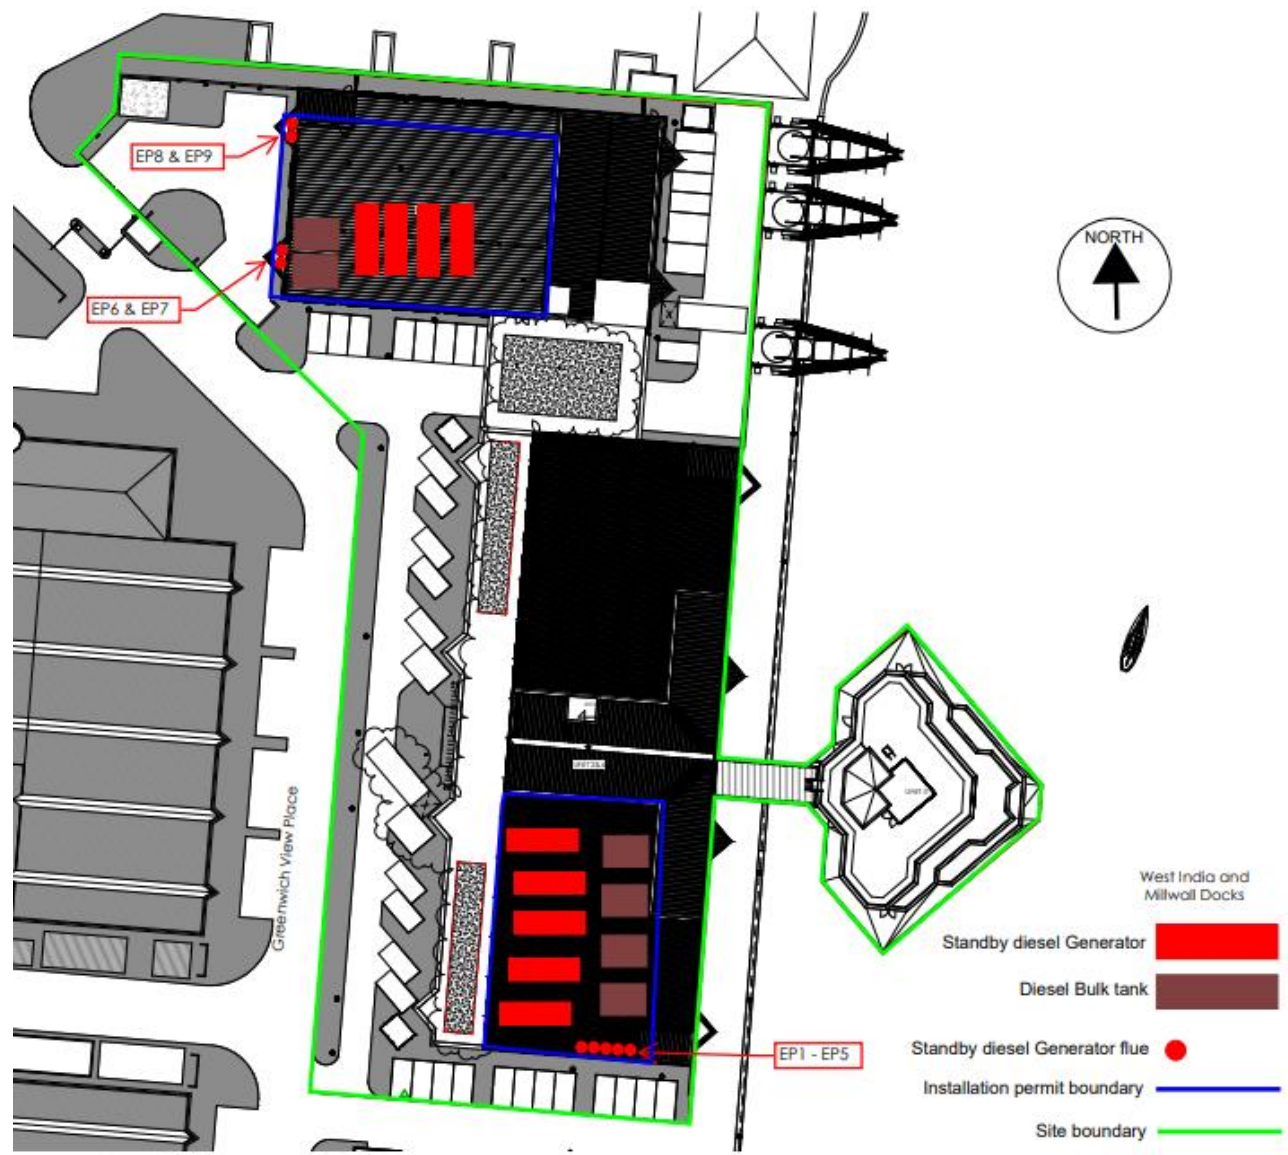 EP8 & EP9
NORTH
EP6 & EP7
Greenwich View Place
West India and
Millwall Docks
Standby diesel Generator
Diesel Bulk tank
Standby diesel Generator flue
EP1 - EP5
Installation permit boundary
Site boundary